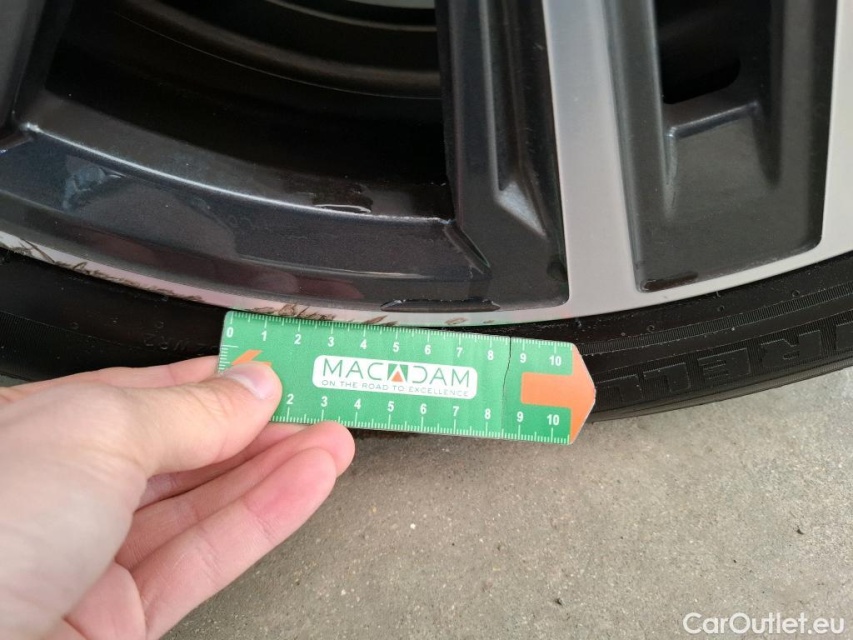 0 1 2 3 4 5 6 7 8 9 10
MACADAM
ON THE ROAD TO EXCELLENCE
2 3 4 5 6 7 8 9 10
CarOutlet.eu